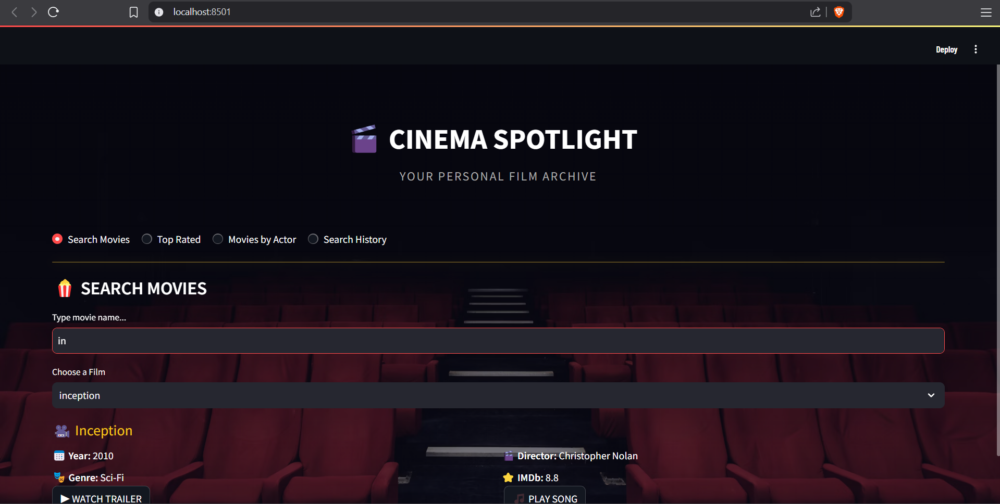 localhost:8501
Deploy
CINEMA SPOTLIGHT
YOUR PERSONAL FILM ARCHIVE
Search Movies Top Rated Movies by Actor Search History
SEARCH MOVIES
Type movie name...
in
Choose a Film
inception
Inception
Year: 2010 Director: Christopher Nolan
Genre: Sci-Fi IMDb: 8.8
WATCH TRAILER PLAY SONG